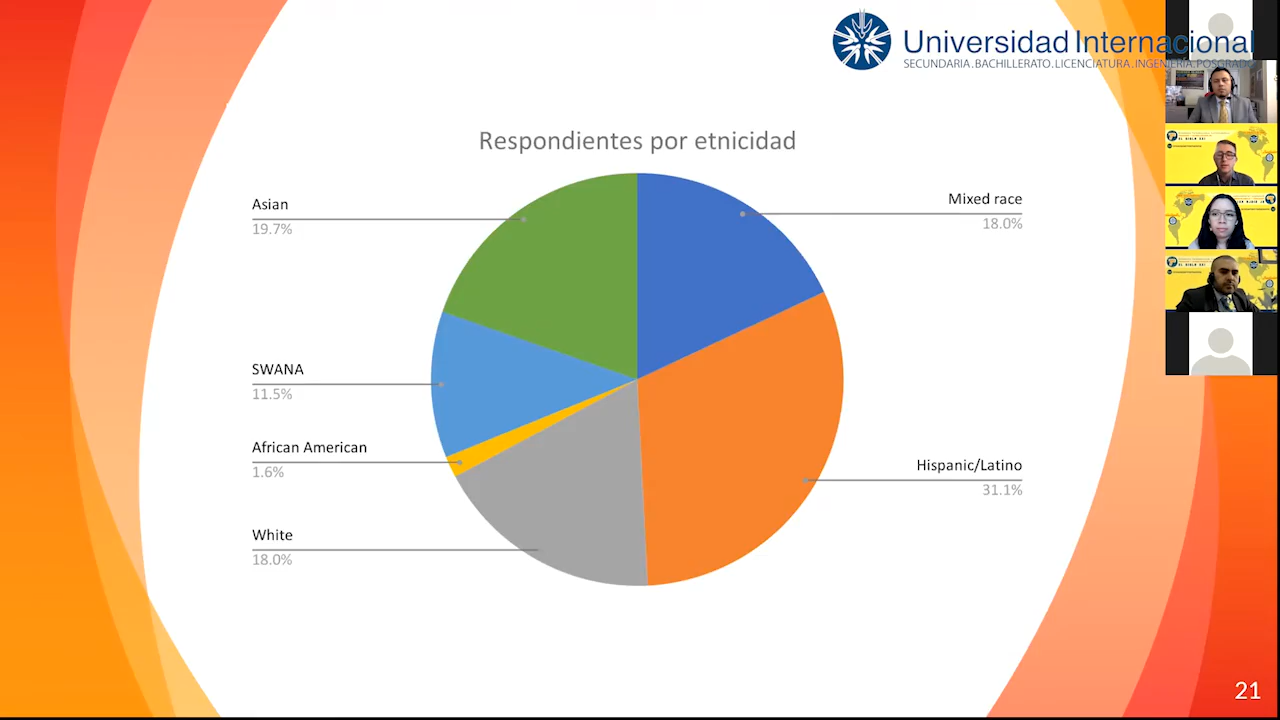 Universidad Internacional
SECUNDARIA.BACHILLERATO.LICENCIATURA.INGENIERÍA.POSGRADO
Respondientes por etnicidad
Asian
19.7%
Mixed race
18.0%
SWANA
11.5%
African American
1.6%
Hispanic/Latino
31.1%
White
18.0%
21